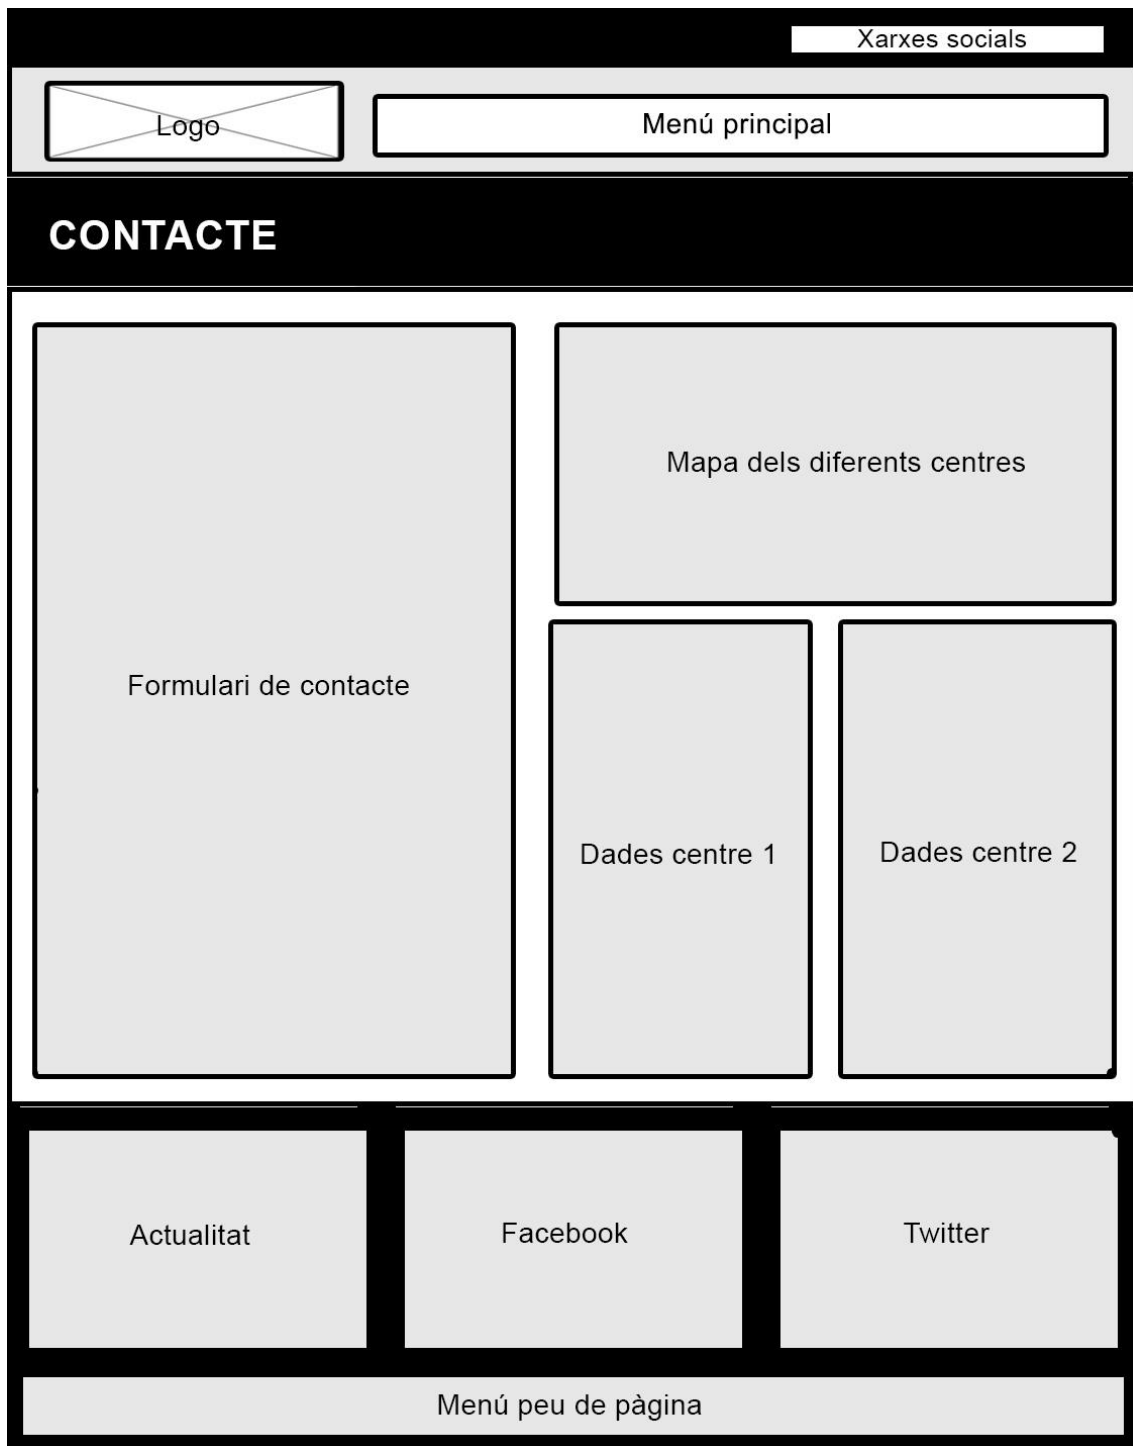 Xarxes socials
Logo
Menú principal
CONTACTE
Formulari de contacte
Mapa dels diferents centres
Dades centre 1
Dades centre 2
Actualitat
Facebook
Twitter
Menú peu de pàgina